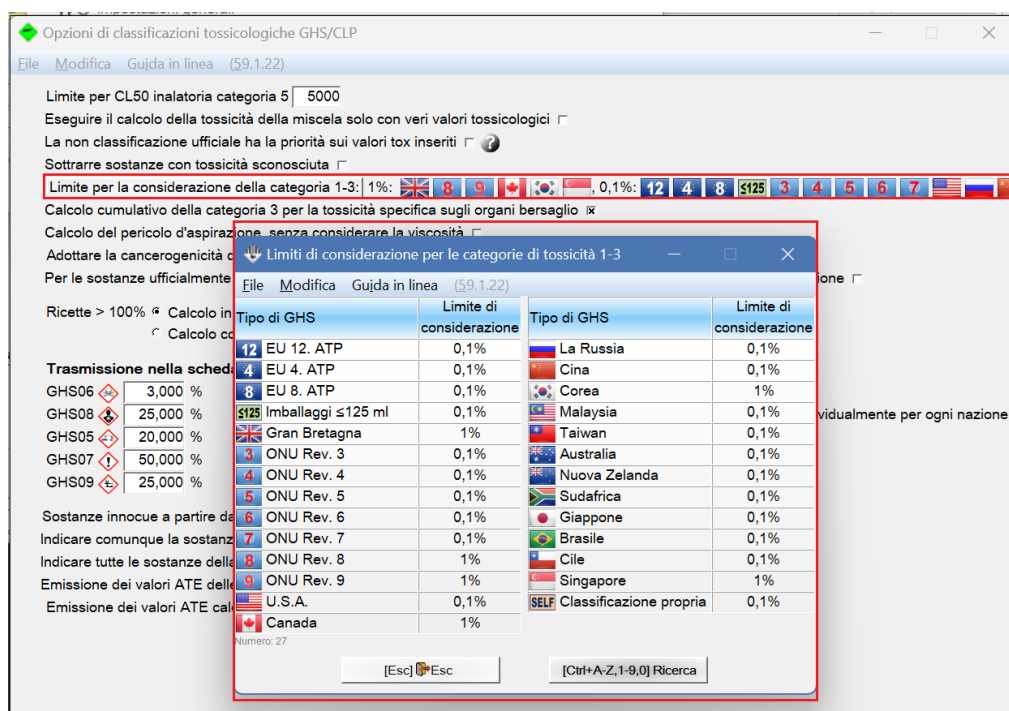 Opzioni di classificazioni tossicologiche GHS/CLP
File Modifica Guida in linea (59.1.22)
Limite per CL50 inalatoria categoria 5 5000
Eseguire il calcolo della tossicità della miscela solo con veri valori tossicologici
La non classificazione ufficiale ha la priorità sui valori tox inseriti ?
Sottrarre sostanze con tossicità sconosciuta
Limite per la considerazione della categoria 1-3: 1%: 8 9 , 0,1%: 12 4 8 ≤125 3 4 5 6 7
Calcolo cumulativo della categoria 3 per la tossicità specifica sugli organi bersaglio
Calcolo del pericolo d'aspirazione, senza considerare la viscosità
Adottare la cancerogenicità
Per le sostanze ufficialmente
ione
Ricette > 100% Calcolo in
Calcolo
Trasmissione nella
GHS06 3,000 %
GHS08 25,000 %
vidualmente per ogni nazione
GHS05 20,000 %
GHS07 50,000 %
GHS09 25,000 %
Sostanze innocue a partire da
Indicare comunque la sostanz
Indicare tutte le sostanze della
Emissione dei valori ATE delle
Emissione dei valori ATE cal
Limiti di considerazione per le categorie di tossicità 1-3
File Modifica Guida in linea (59.1.22)
Tipo di GHS Limite di considerazione Tipo di GHS Limite di considerazione
12 EU 12. ATP 0,1% La Russia 0,1%
4 EU 4. ATP 0,1% Cina 0,1%
8 EU 8. ATP 0,1% Corea 1%
≤125 Imballaggi ≤125 ml 0,1% Malaysia 0,1%
Gran Bretagna 1% Taiwan 0,1%
3 ONU Rev. 3 0,1% Australia 0,1%
4 ONU Rev. 4 0,1% Nuova Zelanda 0,1%
5 ONU Rev. 5 0,1% Sudafrica 0,1%
6 ONU Rev. 6 0,1% Giappone 0,1%
7 ONU Rev. 7 0,1% Brasile 0,1%
8 ONU Rev. 8 1% Cile 0,1%
9 ONU Rev. 9 1% Singapore 1%
U.S.A. 0,1% SELF Classificazione propria 0,1%
Canada 1%
Numero: 27
[Esc] Esc [Ctrl+A-Z,1-9,0] Ricerca